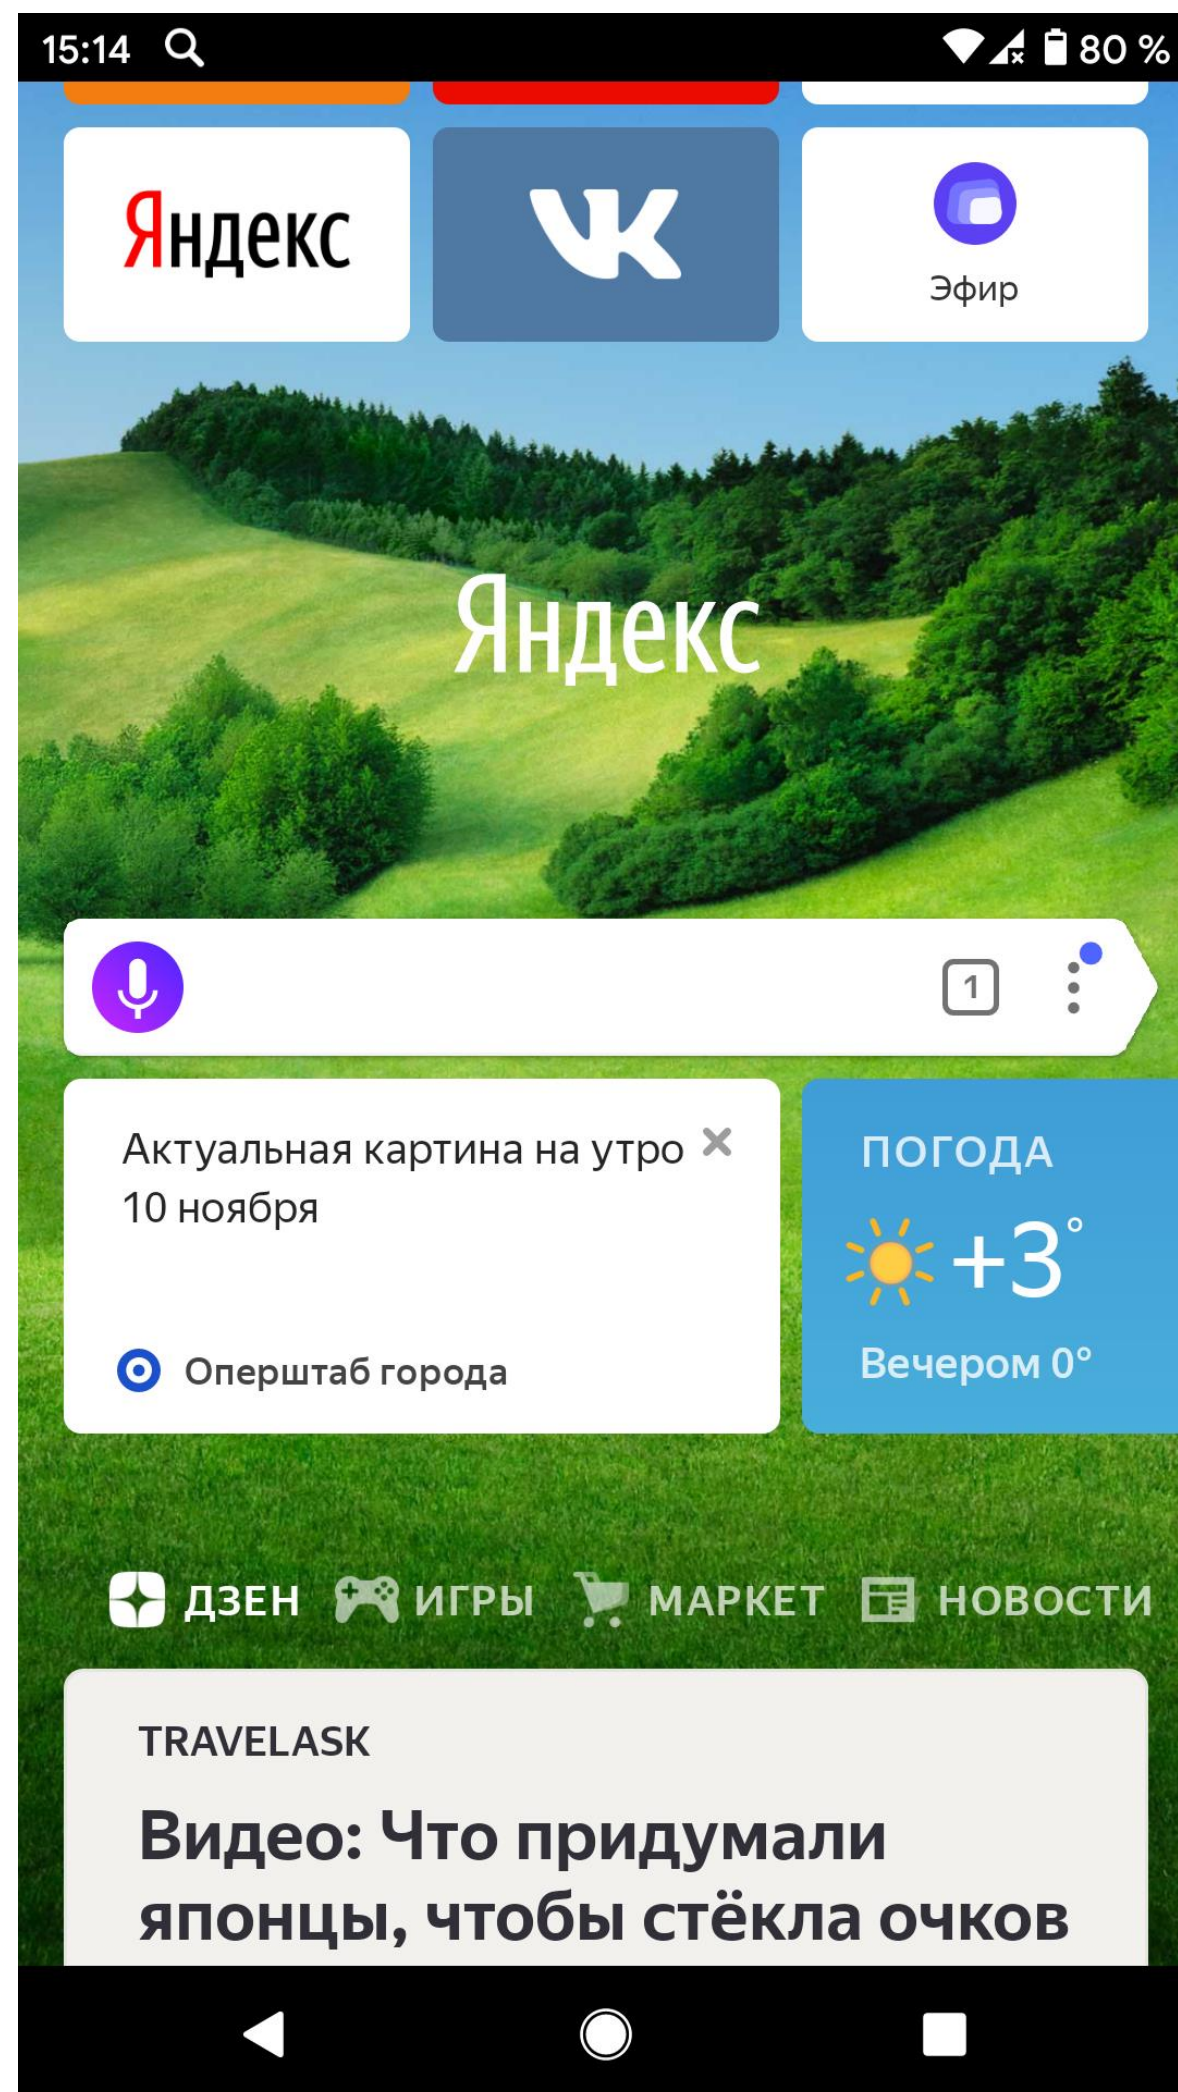 15:14 80 %
Яндекс
VK
Эфир
Яндекс
1
Актуальная картина на утро
10 ноября
Оперштаб города
ПОГОДА
+3°
Вечером 0°
ДЗЕН ИГРЫ МАРКЕТ НОВОСТИ
TRAVELASK
Видео: Что придумали
японцы, чтобы стёкла очков